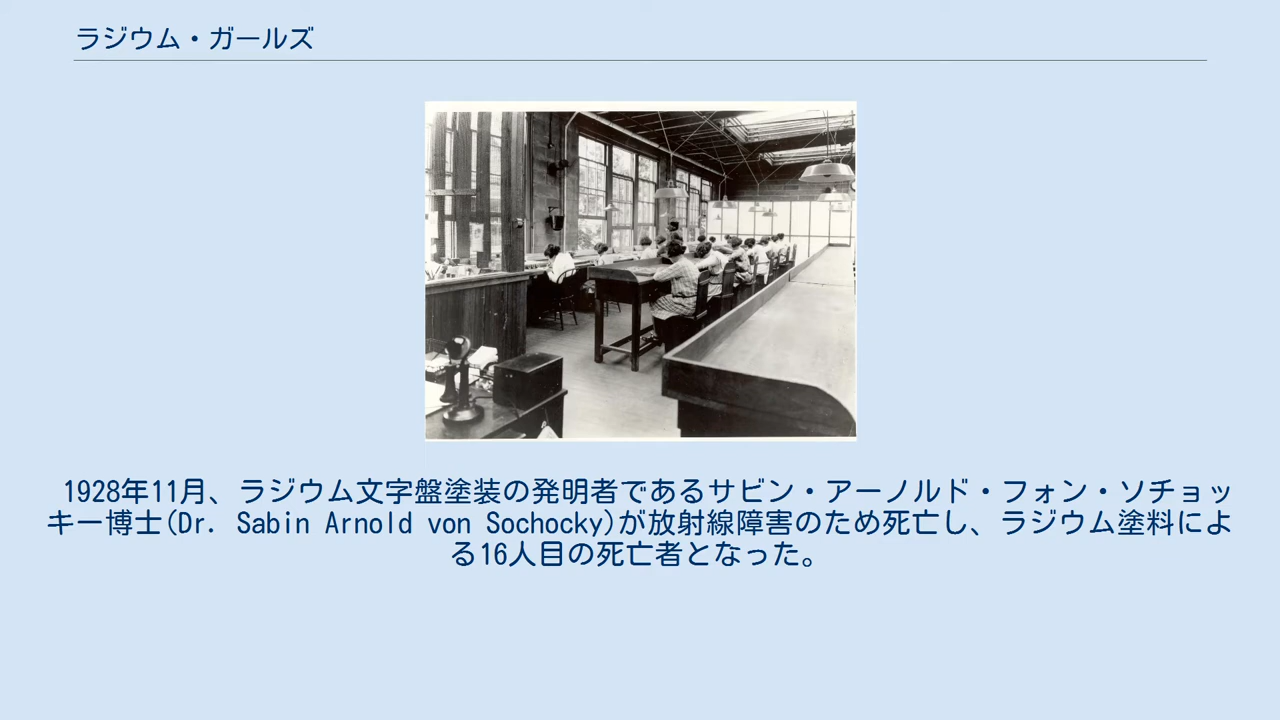 ラジウム・ガールズ
1928年11月、ラジウム文字盤塗装の発明者であるサビン・アーノルド・フォン・ソチョッ
キー博士(Dr. Sabin Arnold von Sochocky)が放射線障害のため死亡し、ラジウム塗料によ
る16人目の死亡者となった。